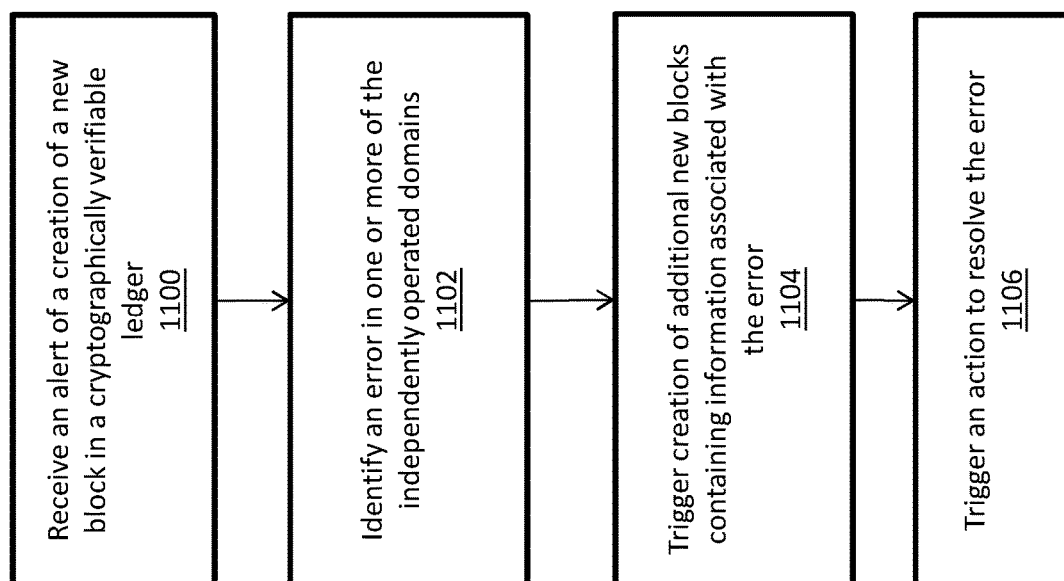 Receive an alert of a creation of a new
block in a cryptographically verifiable
ledger
1100
Identify an error in one or more of the
independently operated domains
1102
Trigger creation of additional new blocks
containing information associated with
the error
1104
Trigger an action to resolve the error
1106